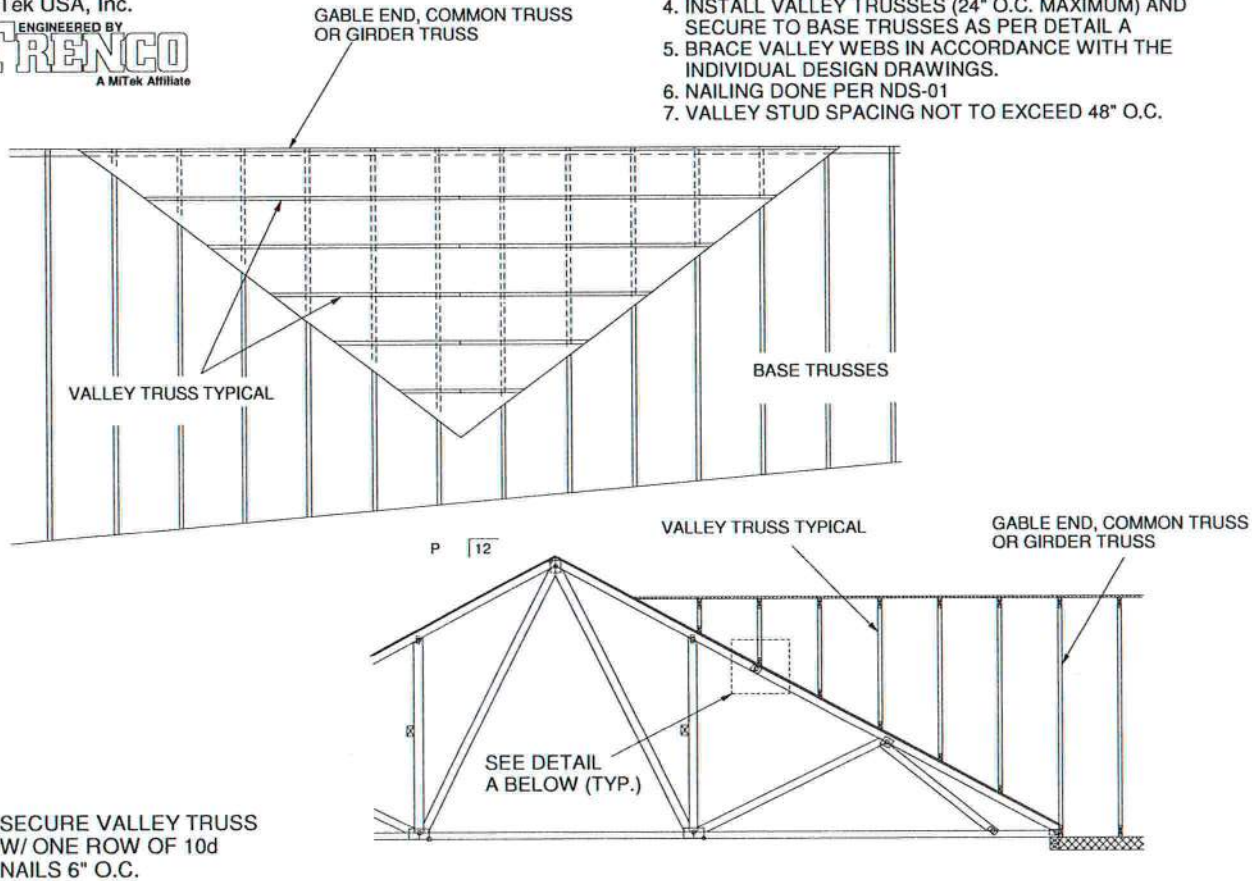 Tek USA, Inc.
ENGINEERED BY
TRENCO
A MiTek Affiliate
GABLE END, COMMON TRUSS
OR GIRDER TRUSS
4. INSTALL VALLEY TRUSSES (24" O.C. MAXIMUM) AND
SECURE TO BASE TRUSSES AS PER DETAIL A
5. BRACE VALLEY WEBS IN ACCORDANCE WITH THE
INDIVIDUAL DESIGN DRAWINGS.
6. NAILING DONE PER NDS-01
7. VALLEY STUD SPACING NOT TO EXCEED 48" O.C.
VALLEY TRUSS TYPICAL
BASE TRUSSES
P 12
VALLEY TRUSS TYPICAL
GABLE END, COMMON TRUSS
OR GIRDER TRUSS
SEE DETAIL
A BELOW (TYP.)
SECURE VALLEY TRUSS
W/ ONE ROW OF 10d
NAILS 6" O.C.